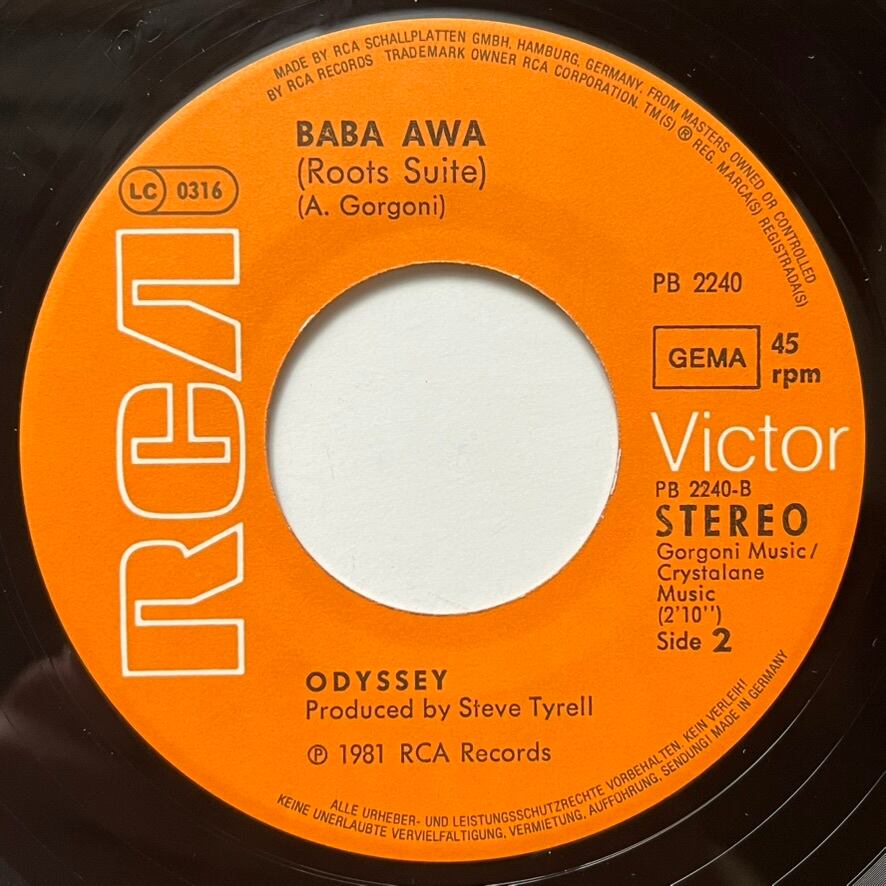 MADE BY RCA SCHALLPLATTEN GMBH, HAMBURG, GERMANY, FROM MASTERS OWNED OR CONTROLLED
BY RCA RECORDS TRADEMARK OWNER RCA CORPORATION. TM(S) ® REG. MARCA(S) REGISTRADA(S)
BABA AWA
(Roots Suite)
(A. Gorgoni)
LC 0316
RCA
PB 2240
GEMA
45
rpm
Victor
PB 2240-B
STEREO
Gorgoni Music/
Crystalane
Music
(2'10'')
Side 2
ODYSSEY
Produced by Steve Tyrell
℗ 1981 RCA Records
ALLE URHEBER- UND LEISTUNGSSCHUTZRECHTE VORBEHALTEN. KEIN VERLEIH!
KEINE UNERLAUBTE VERVIELFÄLTIGUNG, VERMIETUNG, AUFFÜHRUNG, SENDUNG! MADE IN GERMANY